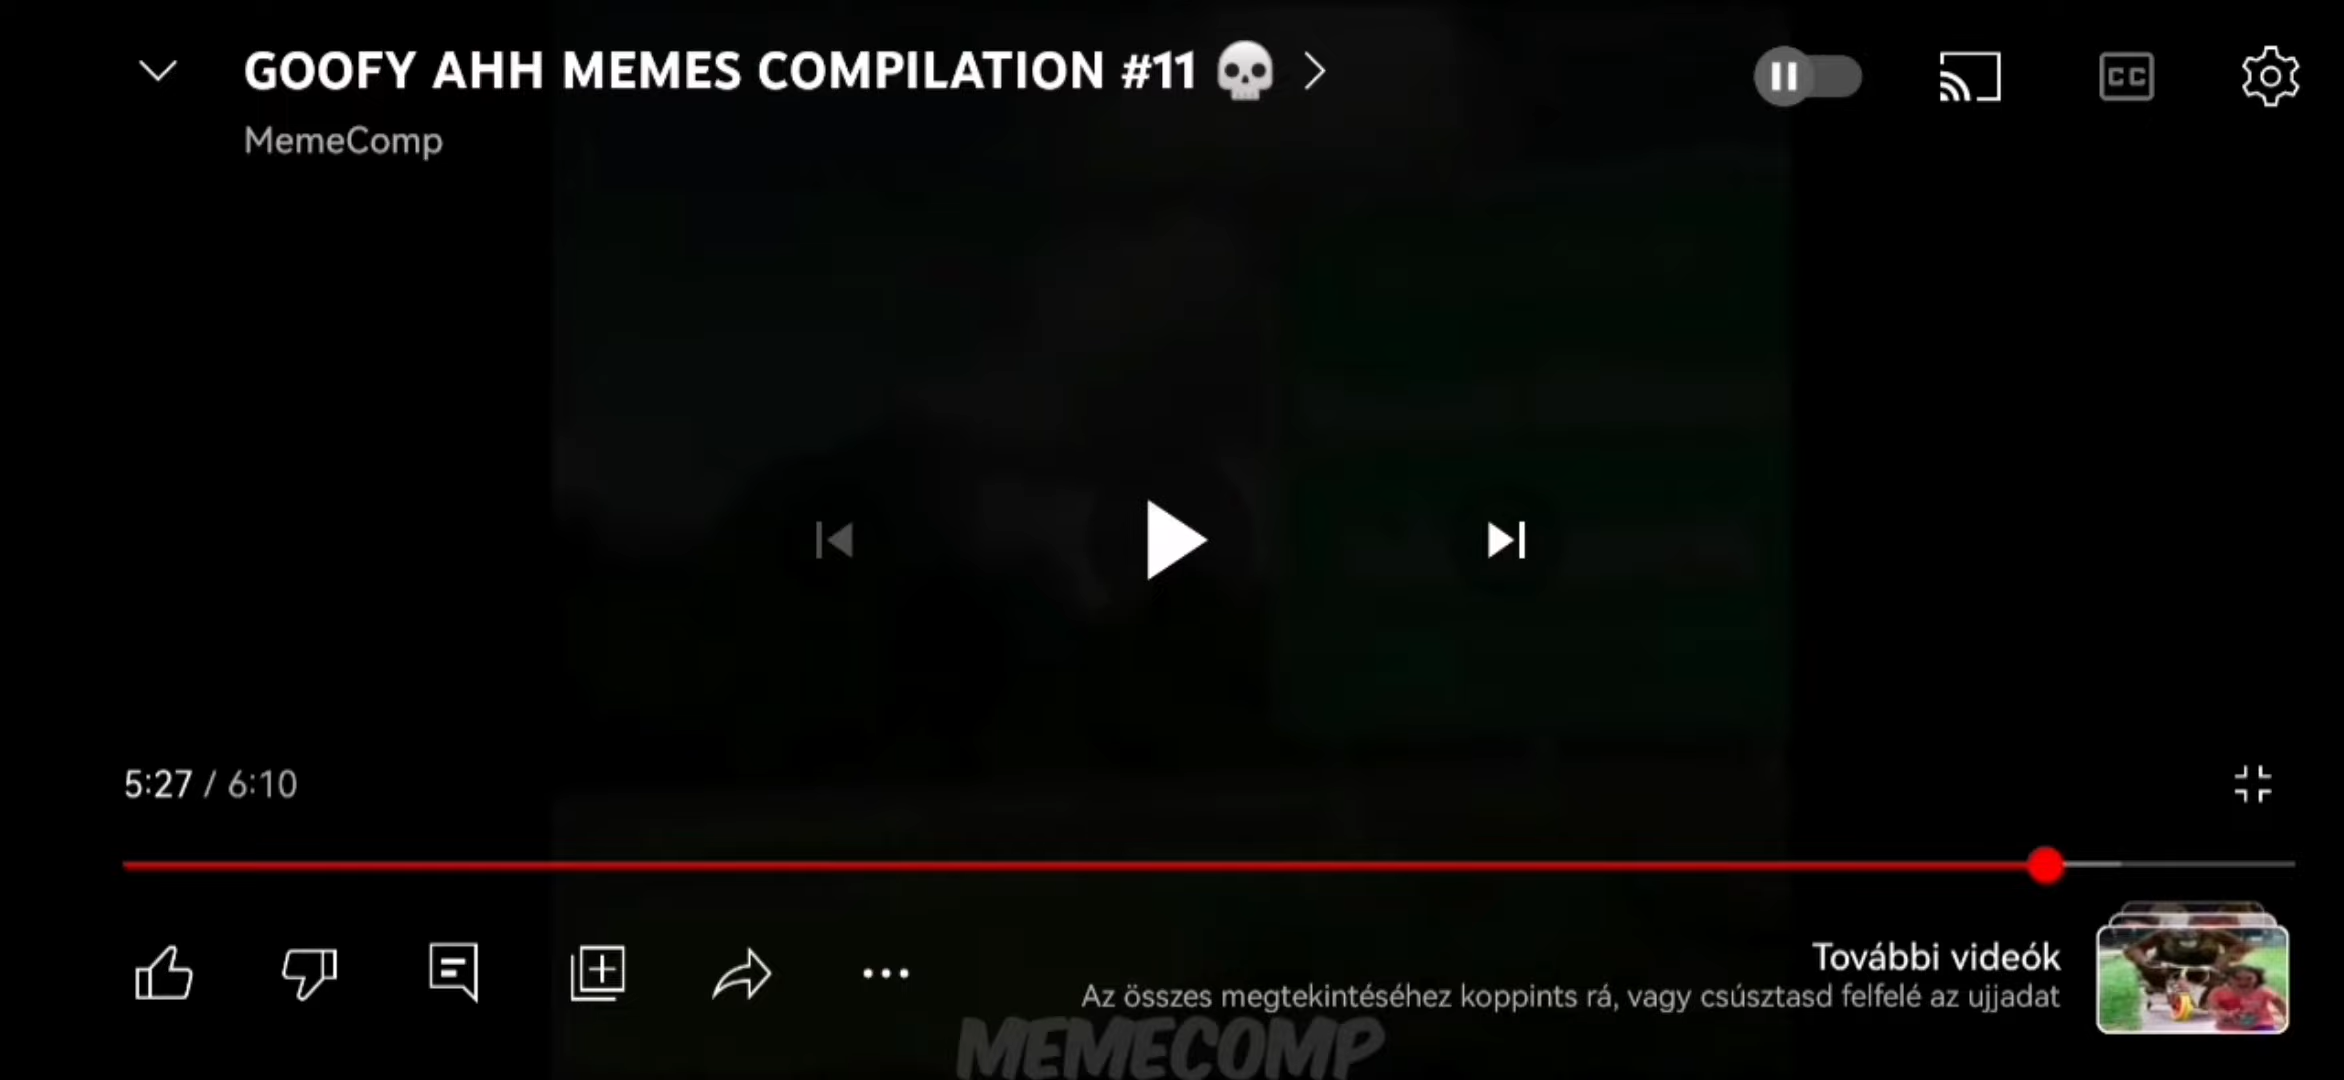 GOOFY AHH MEMES COMPILATION #11 💀
MemeComp
CC
5:27 / 6:10
További videók
Az összes megtekintéséhez koppints rá, vagy csúsztasd felfelé az ujjadat
MEMECOMP